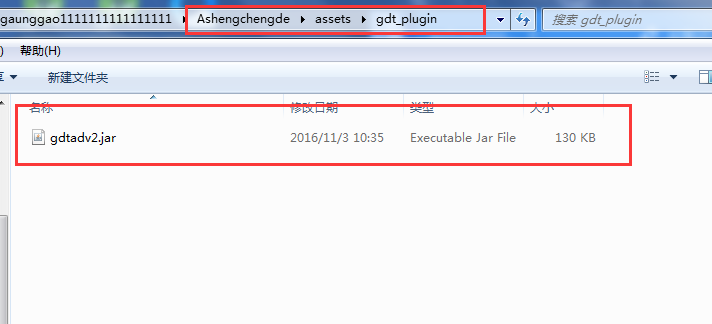 gaunggao1111111111111111 Ashengchengde assets gdt_plugin 搜索 gdt_plugin
帮助(H)
新建文件夹
名称 修改日期 类型 大小
gdtadv2.jar 2016/11/3 10:35 Executable Jar File 130 KB